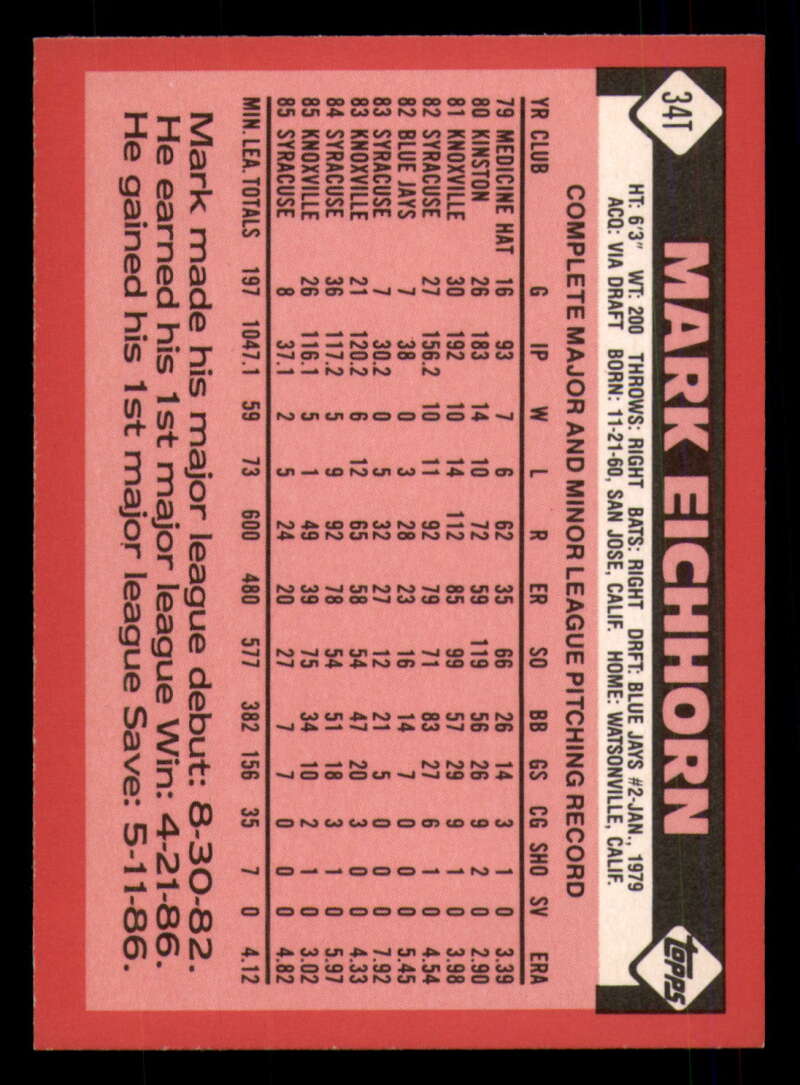 34T
MARK EICHHORN
TOPPS
HT: 6'3" WT: 200 THROWS: RIGHT BATS: RIGHT DRFT: BLUE JAYS #2-JAN., 1979
ACQ: VIA DRAFT BORN: 11-21-60, SAN JOSE, CALIF. HOME: WATSONVILLE, CALIF.
COMPLETE MAJOR AND MINOR LEAGUE PITCHING RECORD
YR CLUB G IP W L R ER SO BB GS CG SHO SV ERA
79 MEDICINE HAT 16 93 7 6 62 35 66 26 14 3 1 0 3.39
80 KINSTON 26 183 14 10 72 59 119 56 26 9 2 0 2.90
81 KNOXVILLE 30 192 10 14 112 85 99 57 29 9 1 0 3.98
82 SYRACUSE 27 156.2 10 11 92 79 71 83 27 6 1 0 4.54
82 BLUE JAYS 7 38 0 3 28 23 16 14 7 0 0 0 5.45
83 SYRACUSE 7 30.2 0 5 32 27 12 21 5 0 0 0 7.92
83 KNOXVILLE 21 120.2 6 12 65 58 54 47 20 3 0 0 4.33
84 SYRACUSE 36 117.2 5 9 92 78 54 51 18 3 1 0 5.97
85 KNOXVILLE 26 116.1 5 1 49 39 75 34 10 2 1 0 3.02
85 SYRACUSE 8 37.1 2 5 24 20 27 7 7 0 0 0 4.82
MIN. LEA. TOTALS 197 1047.1 59 73 600 480 577 382 156 35 7 0 4.12
Mark made his major league debut: 8-30-82.
He earned his 1st major league Win: 4-21-86.
He gained his 1st major league Save: 5-11-86.